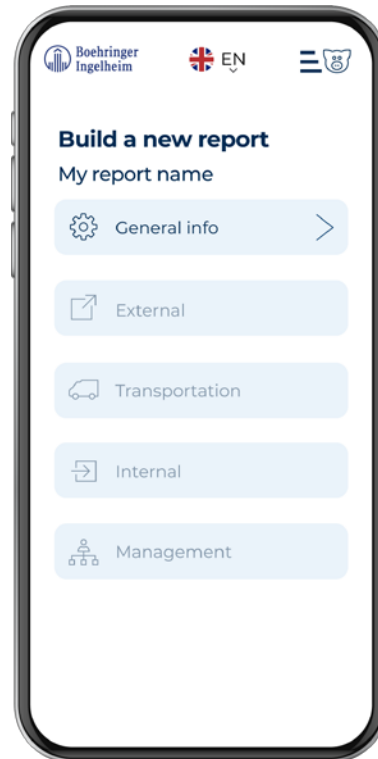 Boehringer
Ingelheim
EN
Build a new report
My report name
General info
External
Transportation
Internal
Management